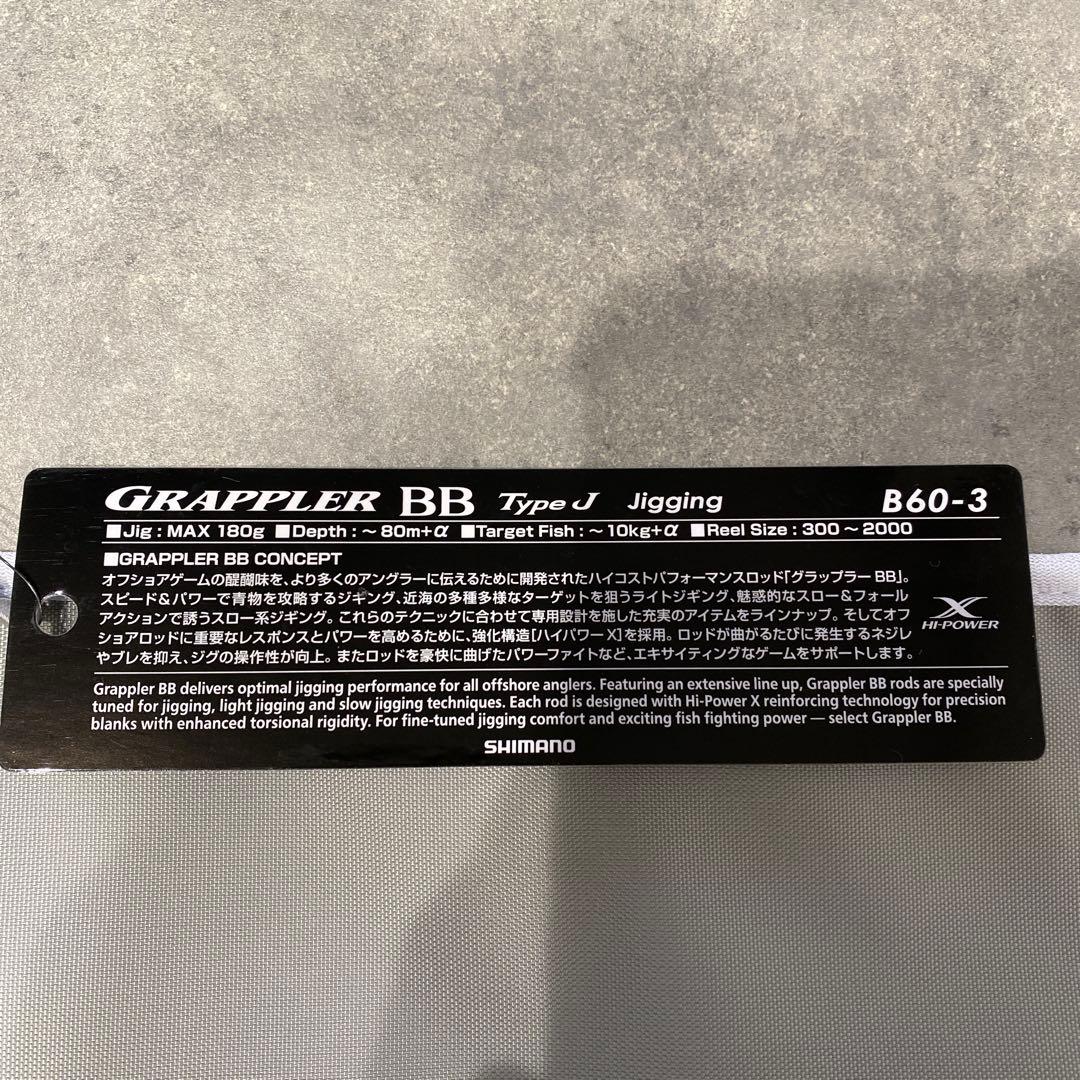 GRAPPLER BB Type J Jigging B60-3
■Jig : MAX 180g ■Depth : ～80m+α ■Target Fish : ～10kg+α ■Reel Size : 300～2000
■GRAPPLER BB CONCEPT
オフショアゲームの醍醐味を、より多くのアングラーに伝えるために開発されたハイコストパフォーマンスロッド「グラップラー BB」。
スピード&パワーで青物を攻略するジギング、近海の多種多様なターゲットを狙うライトジギング、魅惑的なスロー&フォール
アクションで誘うスロー系ジギング。これらのテクニックに合わせて専用設計を施した充実のアイテムをラインナップ。そしてオフ
ショアロッドに重要なレスポンスとパワーを高めるために、強化構造[ハイパワーX]を採用。ロッドが曲がるたびに発生するネジレ
やブレを抑え、ジグの操作性が向上。またロッドを豪快に曲げたパワーファイトなど、エキサイティングなゲームをサポートします。
X
HI-POWER
Grappler BB delivers optimal jigging performance for all offshore anglers. Featuring an extensive line up, Grappler BB rods are specially
tuned for jigging, light jigging and slow jigging techniques. Each rod is designed with Hi-Power X reinforcing technology for precision
blanks with enhanced torsional rigidity. For fine-tuned jigging comfort and exciting fish fighting power — select Grappler BB.
SHIMANO